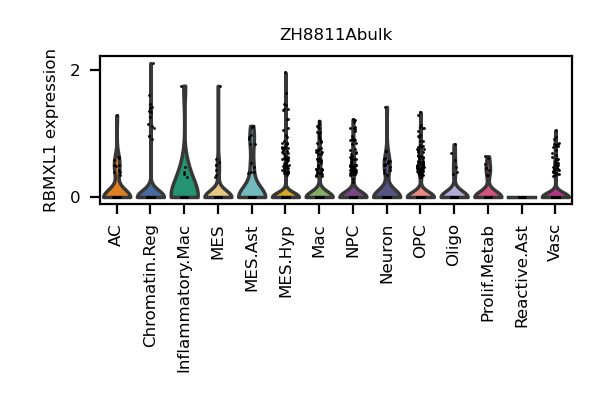 ZH8811Abulk
RBMXL1 expression
2
0
AC
Chromatin.Reg
Inflammatory.Mac
MES
MES.Ast
MES.Hyp
Mac
NPC
Neuron
OPC
Oligo
Prolif.Metab
Reactive.Ast
Vasc